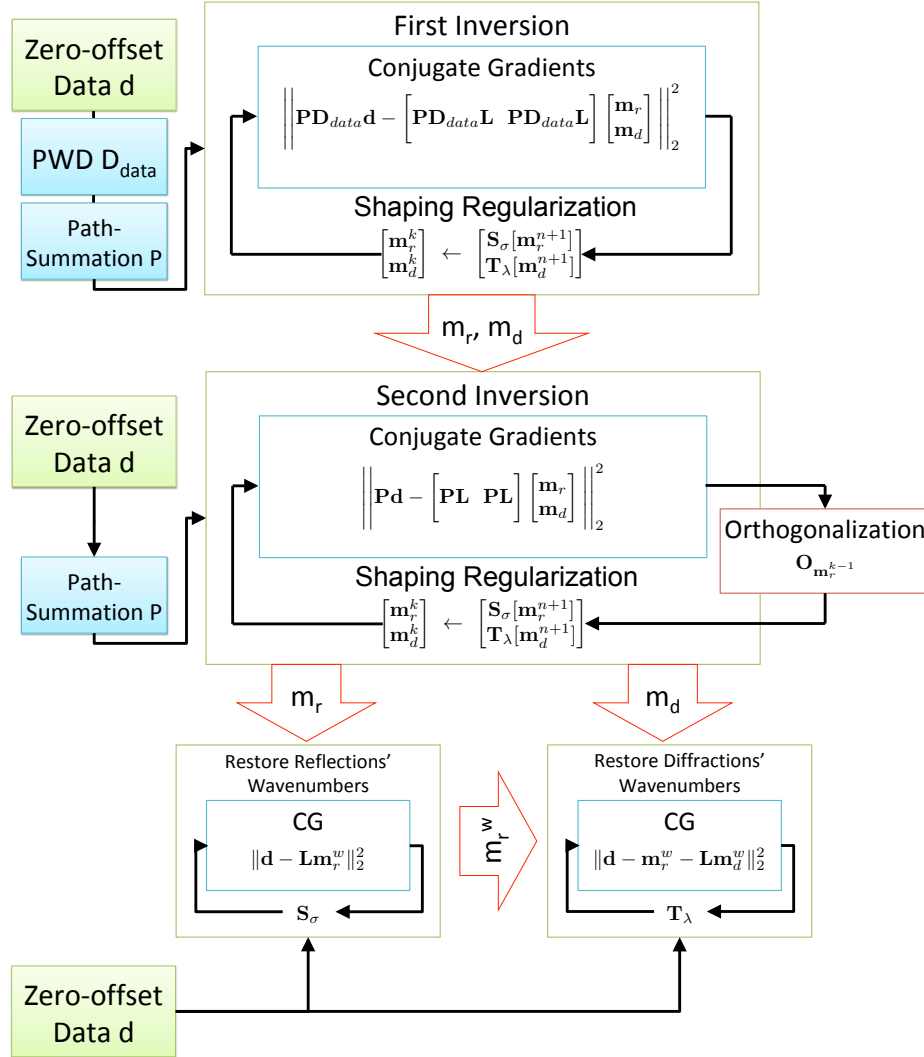 Zero-offset
Data d
PWD D_data
Path-
Summation P
First Inversion
Conjugate Gradients
‖PD_data d − [PD_data L PD_data L] [m_r m_d]‖_2^2
Shaping Regularization
[m_r^k m_d^k] ← [S_σ[m_r^{n+1}] T_λ[m_d^{n+1}]]
m_r, m_d
Zero-offset
Data d
Path-
Summation P
Second Inversion
Conjugate Gradients
‖Pd − [PL PL] [m_r m_d]‖_2^2
Shaping Regularization
[m_r^k m_d^k] ← [S_σ[m_r^{n+1}] T_λ[m_d^{n+1}]]
Orthogonalization
O_{m_r^{k−1}}
m_r
m_d
Restore Reflections’
Wavenumbers
CG
‖d − Lm_r^w‖_2^2
S_σ
m_r^w
Restore Diffractions’
Wavenumbers
CG
‖d − m_r^w − Lm_d^w‖_2^2
T_λ
Zero-offset
Data d